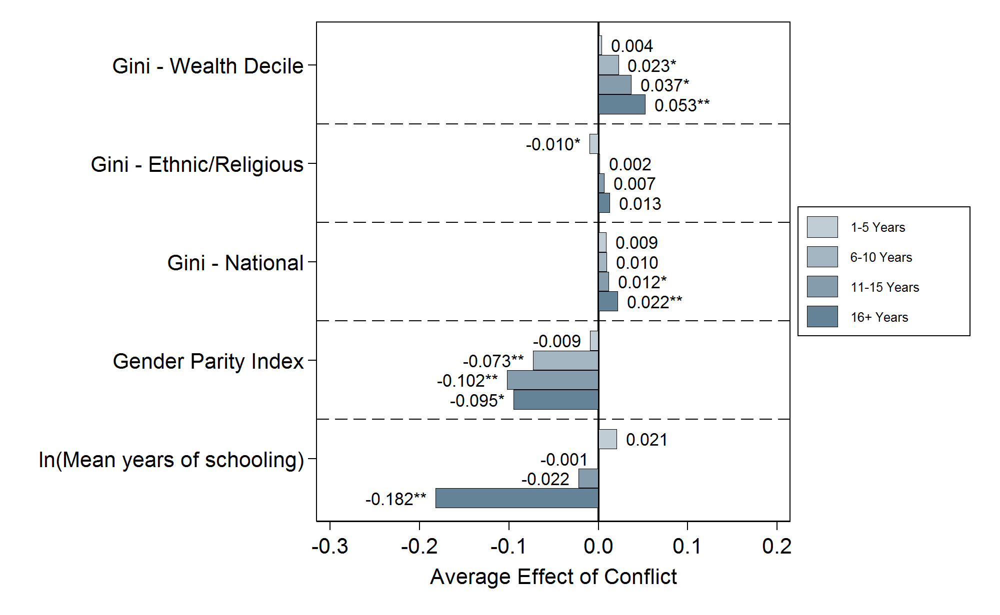 Gini - Wealth Decile
0.004
0.023*
0.037*
0.053**
Gini - Ethnic/Religious
-0.010*
0.002
0.007
0.013
Gini - National
0.009
0.010
0.012*
0.022**
Gender Parity Index
-0.009
-0.073**
-0.102**
-0.095*
ln(Mean years of schooling)
0.021
-0.001
-0.022
-0.182**
-0.3 -0.2 -0.1 0.0 0.1 0.2
Average Effect of Conflict
1-5 Years
6-10 Years
11-15 Years
16+ Years